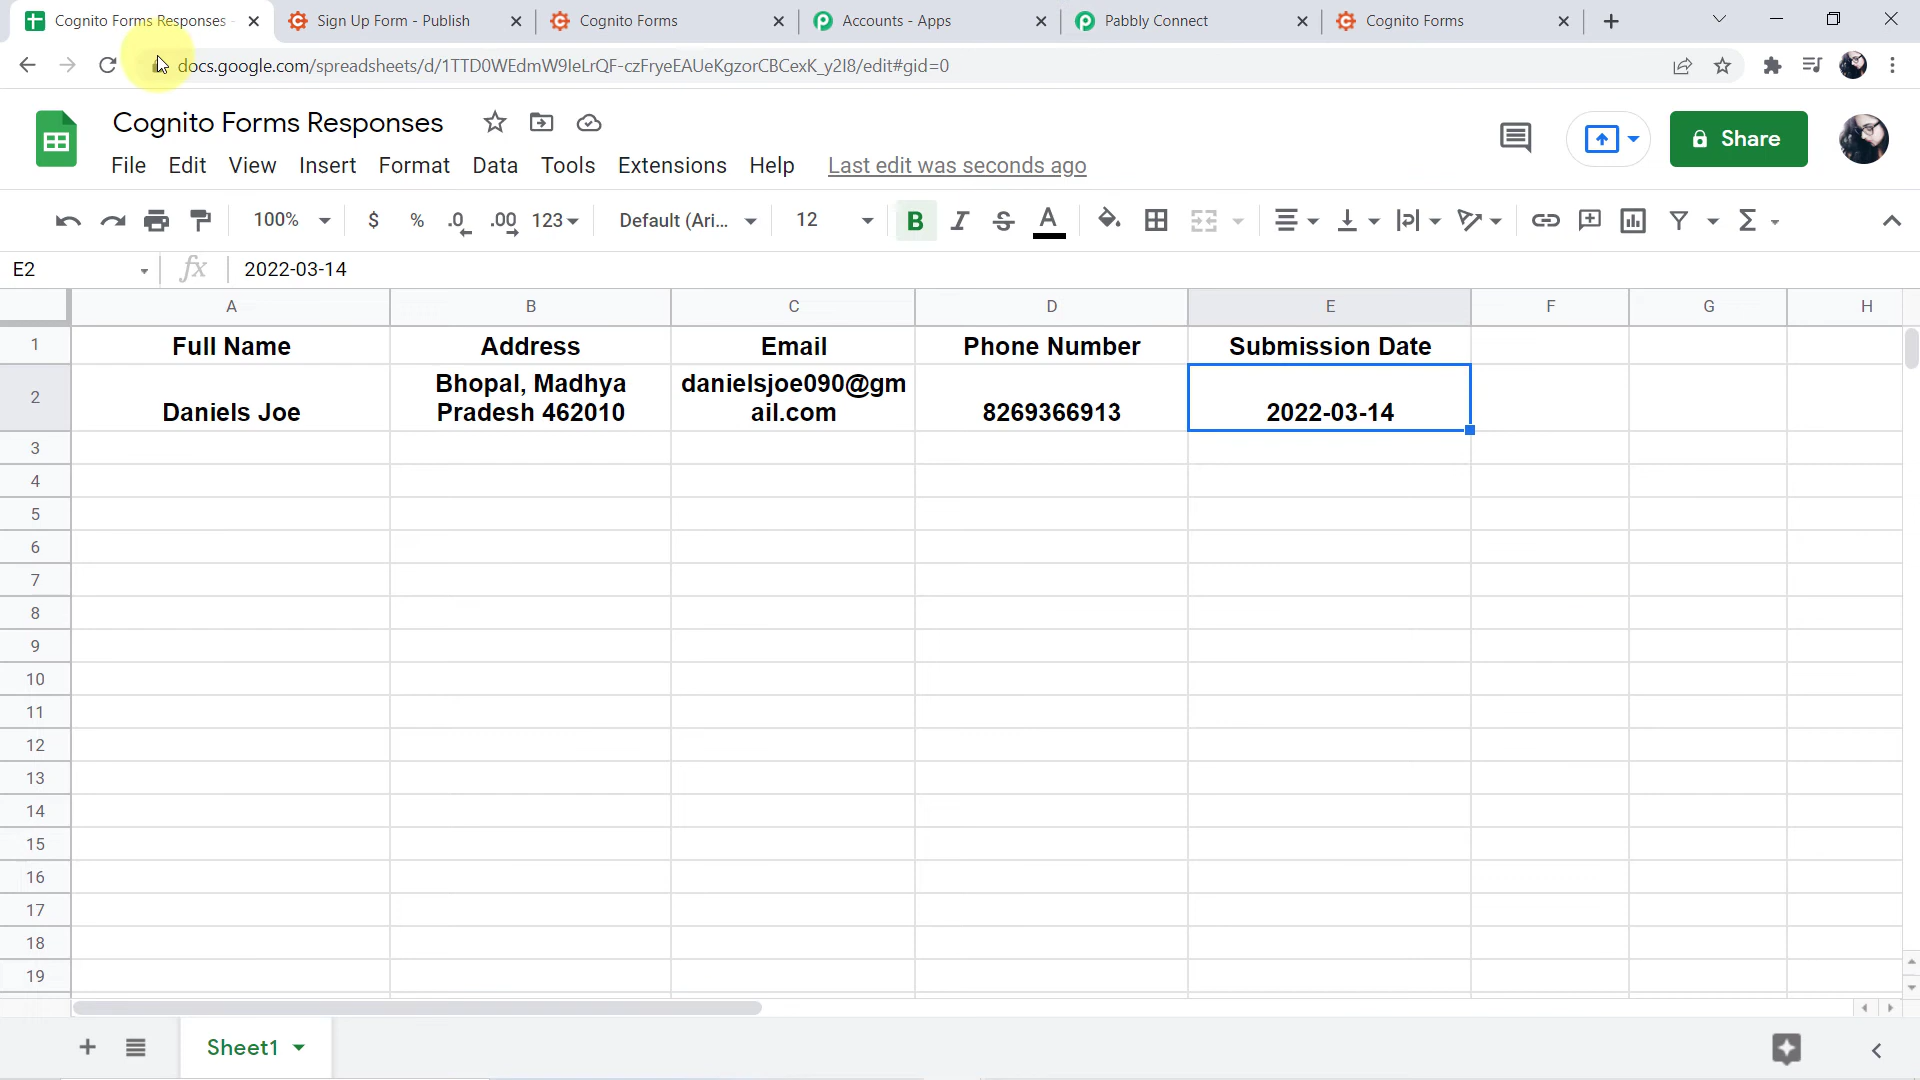 Cognito Forms Responses - Sign Up Form - Publish Cognito Forms Accounts - Apps Pabbly Connect Cognito Forms
docs.google.com/spreadsheets/d/1TTD0WEdmW9IeLrQF-czFryeEAUeKgzorCBCexK_y2I8/edit#gid=0
Cognito Forms Responses
Share
File Edit View Insert Format Data Tools Extensions Help Last edit was seconds ago
100% $ % .0 .00 123 Default (Ari... 12 B I S A Σ
E2 fx 2022-03-14
A B C D E F G H
1 Full Name Address Email Phone Number Submission Date
2 Daniels Joe Bhopal, Madhya Pradesh 462010 danielsjoe090@gmail.com 8269366913 2022-03-14
3
4
5
6
7
8
9
10
11
12
13
14
15
16
17
18
19
Sheet1